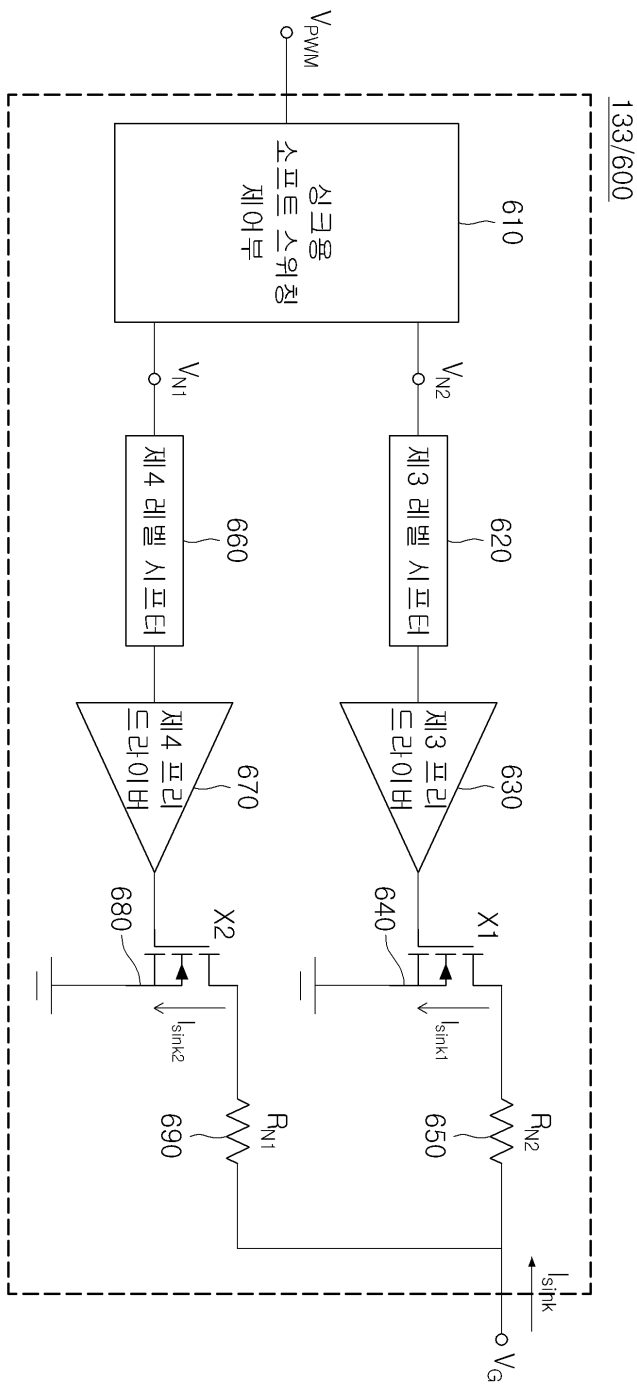 133/600
V_PWM
610
싱크용
소프트 스위칭
제어부
V_N2
제3 레벨 시프터
620
제3 프리
드라이버
630
X1
640
I_sink1
R_N2
650
I_sink
V_G
V_N1
제4 레벨 시프터
660
제4 프리
드라이버
670
X2
680
I_sink2
R_N1
690